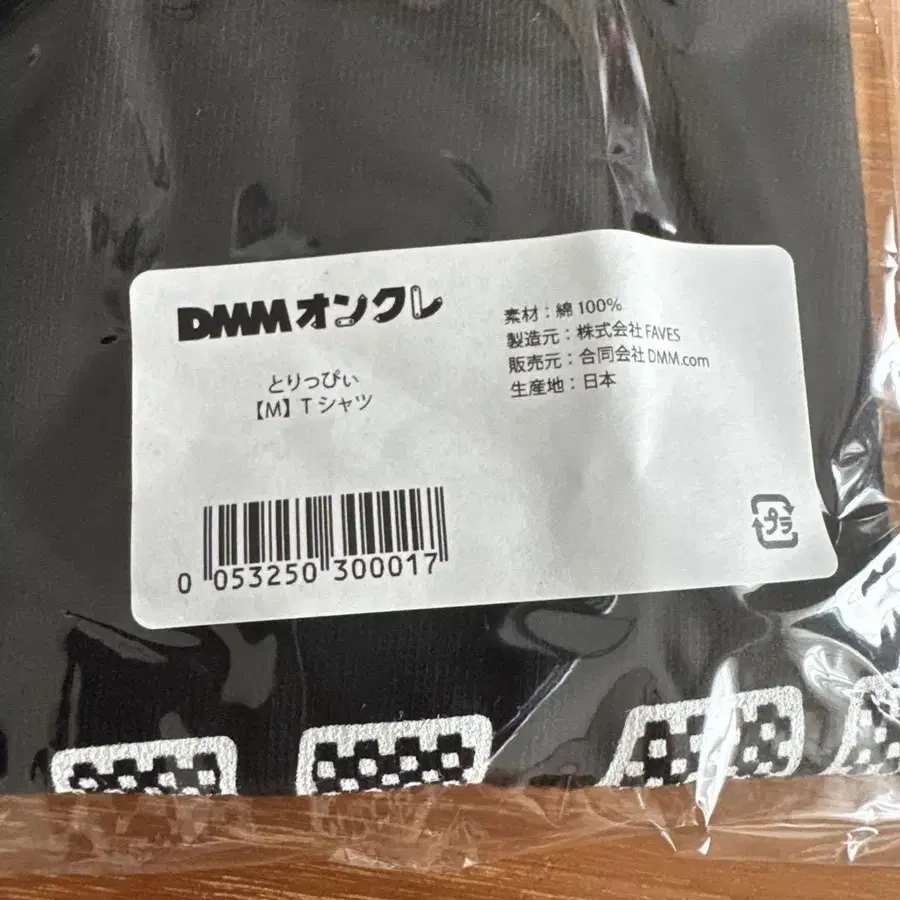 DMMオンクレ
とりっぴぃ
【M】Tシャツ
素材：綿 100%
製造元：株式会社 FAVES
販売元：合同会社 DMM.com
生産地：日本
0 053250 300017
プラ